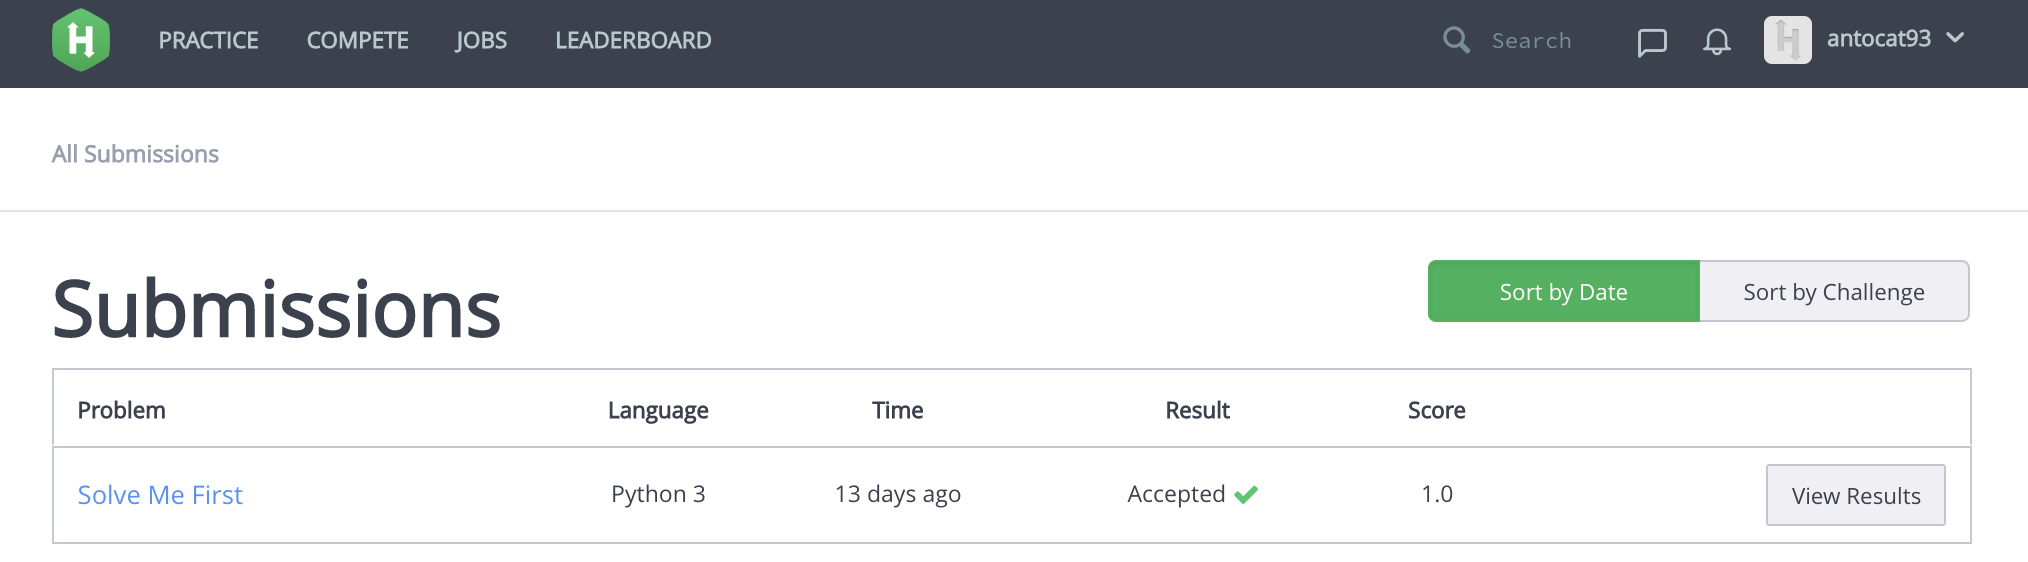 H PRACTICE COMPETE JOBS LEADERBOARD Search H antocat93
All Submissions
Submissions
Sort by Date Sort by Challenge
Problem Language Time Result Score
Solve Me First Python 3 13 days ago Accepted 1.0 View Results